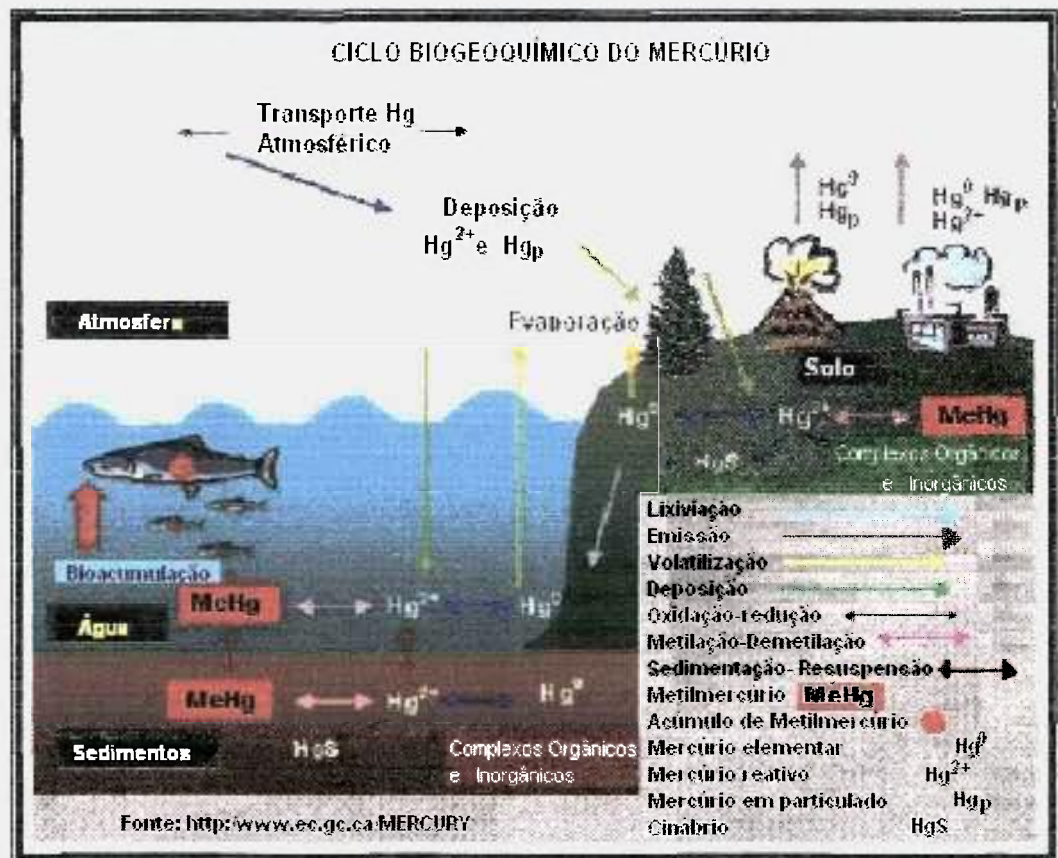 CICLO BIOGEOQUÍMICO DO MERCÚRIO
Transporte Hg
Atmosférico
Deposição
Hg²⁺ e Hgₚ
Hg⁰
Hgₚ
Hg⁰ Hgₚ
Hg²⁺
Atmosfera
Evaporação
Solo
Hg⁰
MeHg
HgS
Complexos Orgânicos
e Inorgânicos
Bioacumulação
MeHg Hg²⁺ Hg⁰
Água
MeHg Hg²⁺ Hg⁰
Sedimentos
HgS
Complexos Orgânicos
e Inorgânicos
Lixiviação
Emissão
Volatilização
Deposição
Oxidação-redução
Metilação-Demetilação
Sedimentação-Resuspensão
Metilmercúrio MeHg
Acúmulo de Metilmercúrio
Mercúrio elementar Hg⁰
Mercúrio reativo Hg²⁺
Mercúrio em particulado Hgₚ
Cinábrio HgS
Fonte: http:/www.ec.gc.ca/MERCURY